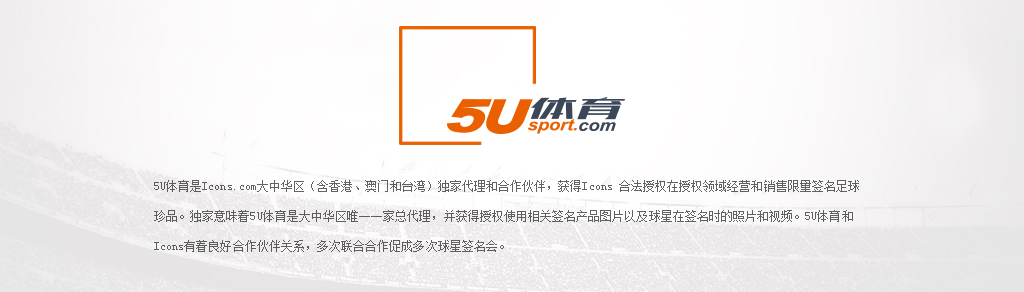 5U体育
sport.com
5U体育是Icons.com大中华区（含香港、澳门和台湾）独家代理和合作伙伴，获得Icons 合法授权在授权领域经营和销售限量签名足球
珍品。独家意味着5U体育是大中华区唯一一家总代理，并获得授权使用相关签名产品图片以及球星在签名时的照片和视频。5U体育和
Icons有着良好合作伙伴关系，多次联合合作促成多次球星签名会。